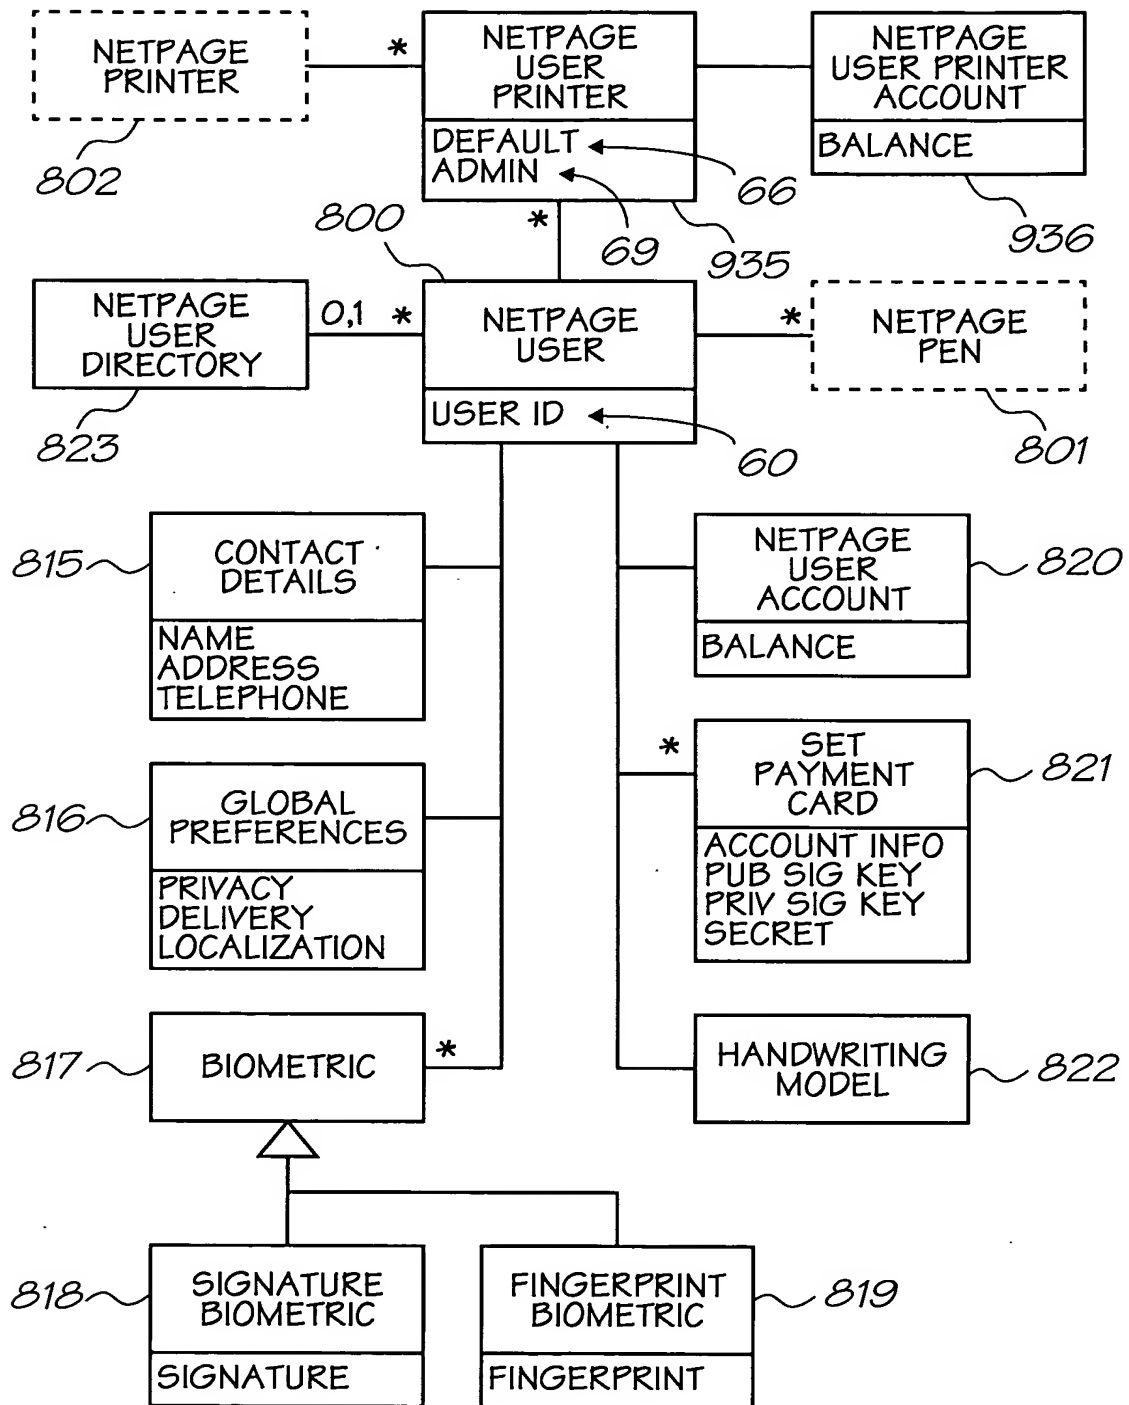 NETPAGE
PRINTER
802
*
NETPAGE
USER
PRINTER
DEFAULT
ADMIN
66
69
935
NETPAGE
USER PRINTER
ACCOUNT
BALANCE
936
*
800
NETPAGE
USER
DIRECTORY
823
0,1 *
NETPAGE
USER
USER ID
60
*
NETPAGE
PEN
801
815
CONTACT
DETAILS
NAME
ADDRESS
TELEPHONE
NETPAGE
USER
ACCOUNT
BALANCE
820
816
GLOBAL
PREFERENCES
PRIVACY
DELIVERY
LOCALIZATION
*
SET
PAYMENT
CARD
ACCOUNT INFO
PUB SIG KEY
PRIV SIG KEY
SECRET
821
817
BIOMETRIC
*
HANDWRITING
MODEL
822
818
SIGNATURE
BIOMETRIC
SIGNATURE
FINGERPRINT
BIOMETRIC
FINGERPRINT
819